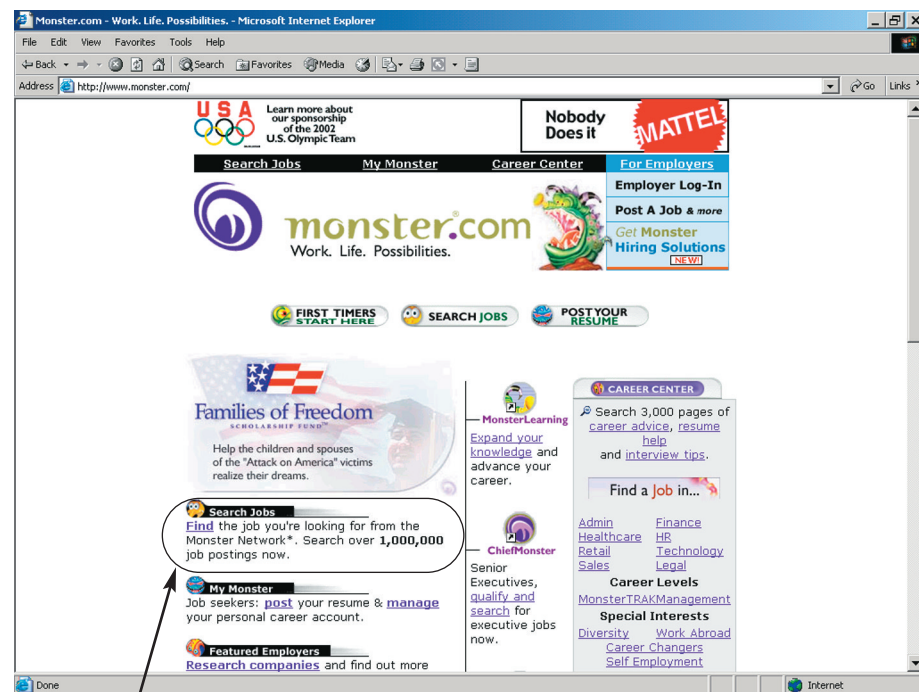 Monster.com - Work. Life. Possibilities. - Microsoft Internet Explorer
File Edit View Favorites Tools Help
Back Search Favorites Media
Address http://www.monster.com/ Go Links
USA
Learn more about
our sponsorship
of the 2002
U.S. Olympic Team
Nobody
Does it
MATTEL
Search Jobs My Monster Career Center For Employers
Employer Log-In
Post A Job & more
Get Monster
Hiring Solutions
NEW!
monster.com
Work. Life. Possibilities.
FIRST TIMERS
START HERE
SEARCH JOBS
POST YOUR
RESUME
Families of Freedom
SCHOLARSHIP FUND™
Help the children and spouses
of the "Attack on America" victims
realize their dreams.
Search Jobs
Find the job you're looking for from the
Monster Network*. Search over 1,000,000
job postings now.
My Monster
Job seekers: post your resume & manage
your personal career account.
Featured Employers
Research companies and find out more
MonsterLearning
Expand your
knowledge and
advance your
career.
ChiefMonster
Senior
Executives,
qualify and
search for
executive jobs
now.
CAREER CENTER
Search 3,000 pages of
career advice, resume
help
and interview tips.
Find a Job in...
Admin Finance
Healthcare HR
Retail Technology
Sales Legal
Career Levels
MonsterTRAK Management
Special Interests
Diversity Work Abroad
Career Changers
Self Employment
Done Internet